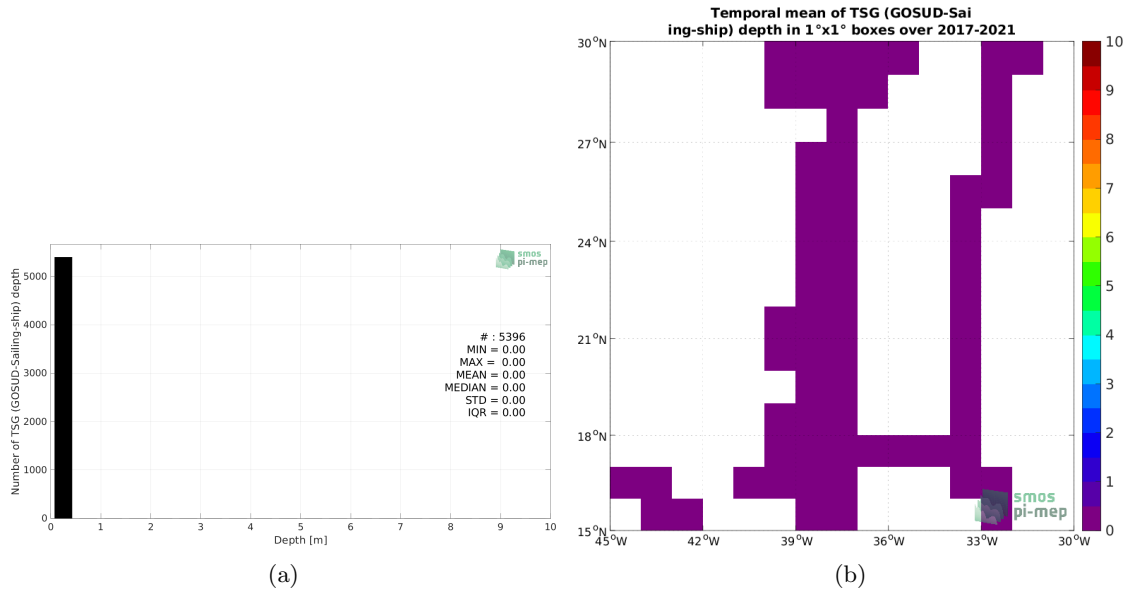 Number of TSG (GOSUD-Sailing-ship) depth
5000
4000
3000
2000
1000
0
0 1 2 3 4 5 6 7 8 9 10
Depth [m]
smos
pi-mep
# : 5396
MIN = 0.00
MAX = 0.00
MEAN = 0.00
MEDIAN = 0.00
STD = 0.00
IQR = 0.00
(a)
Temporal mean of TSG (GOSUD-Sai
ing-ship) depth in 1°x1° boxes over 2017-2021
30°N
27°N
24°N
21°N
18°N
15°N
45°W 42°W 39°W 36°W 33°W 30°W
smos
pi-mep
10
9
8
7
6
5
4
3
2
1
0
(b)